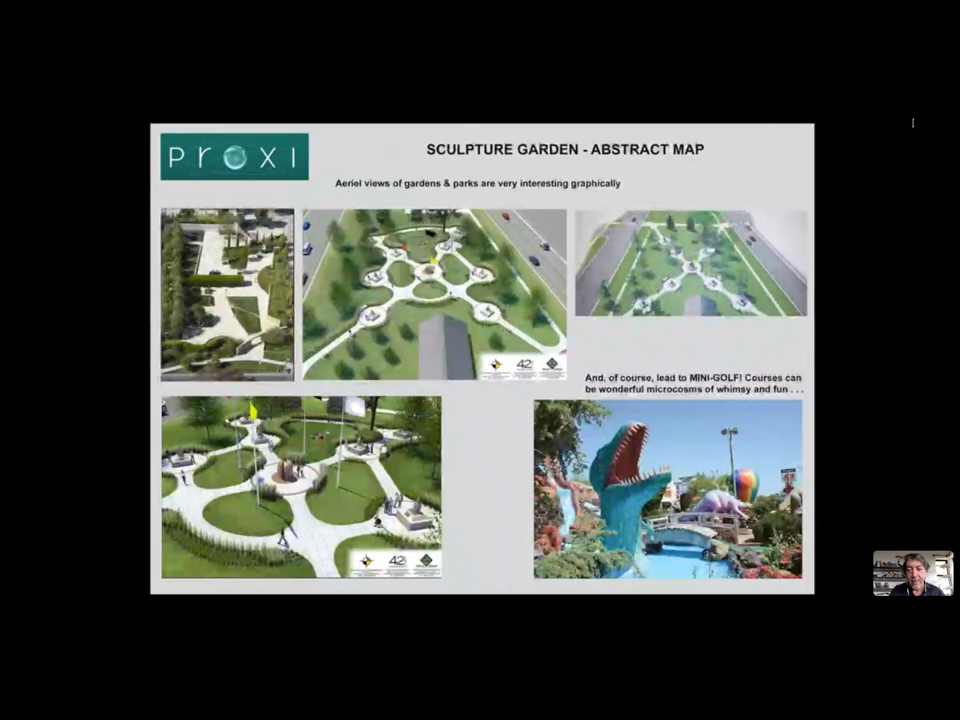 PROXI
SCULPTURE GARDEN - ABSTRACT MAP
Aeriel views of gardens & parks are very interesting graphically
42
And, of course, lead to MINI-GOLF! Courses can
be wonderful microcosms of whimsy and fun . . .
42